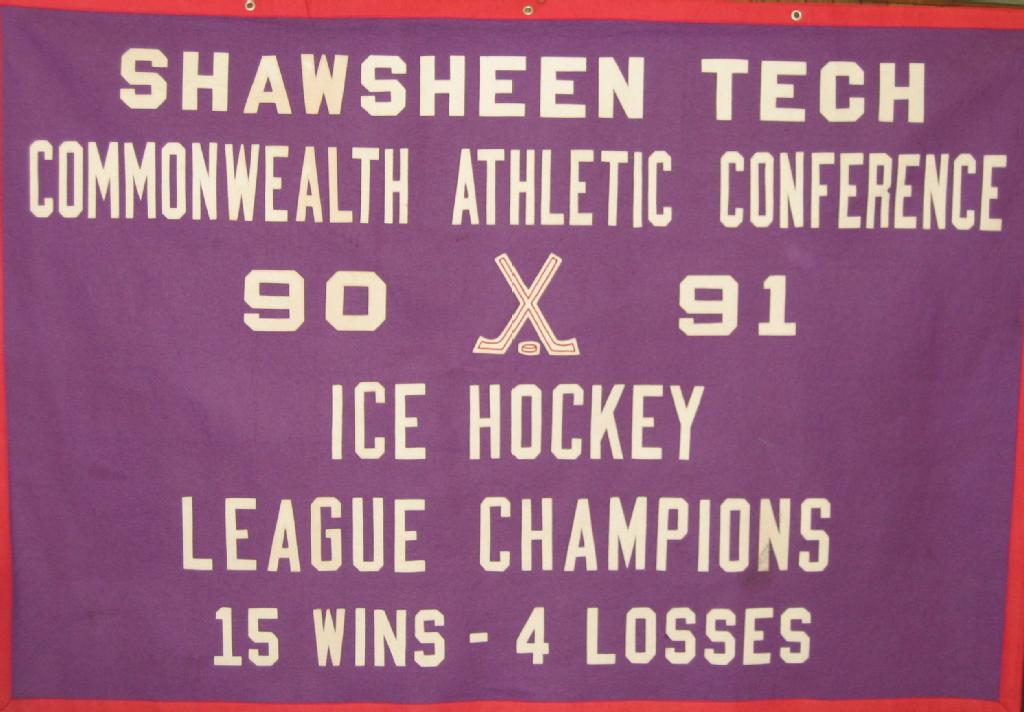 SHAWSHEEN TECH
COMMONWEALTH ATHLETIC CONFERENCE
90 91
ICE HOCKEY
LEAGUE CHAMPIONS
15 WINS - 4 LOSSES